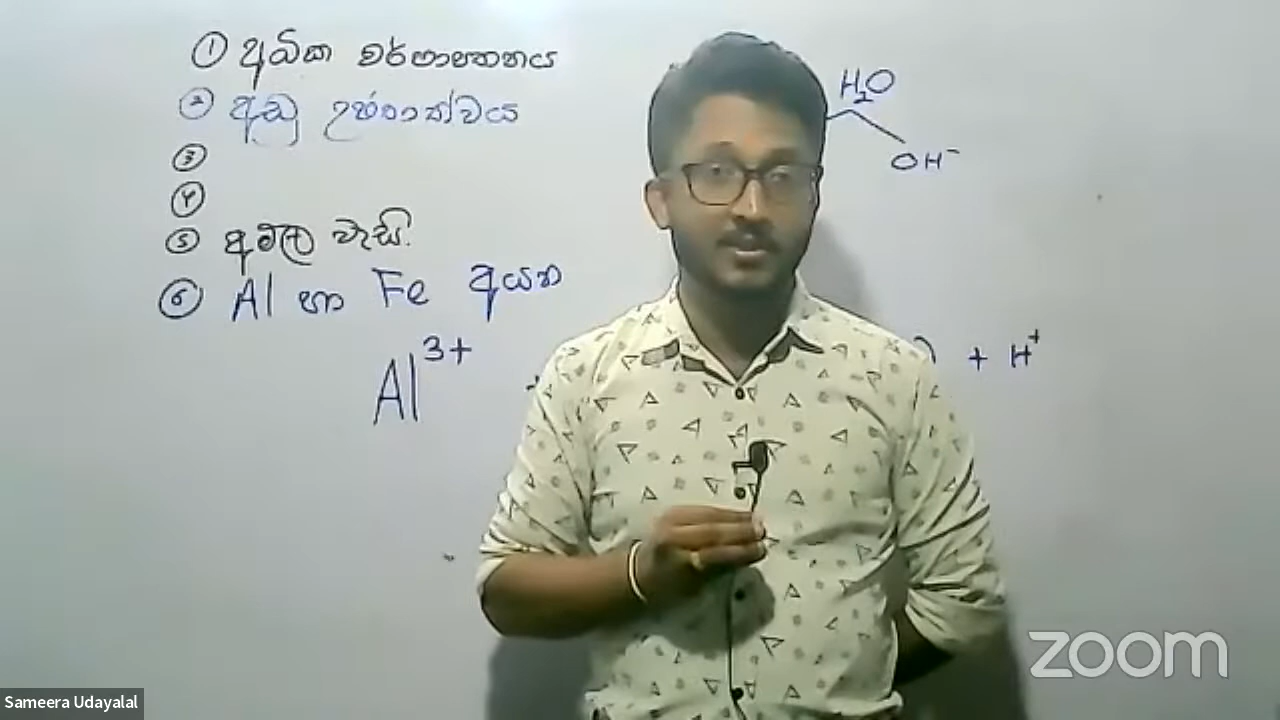 ① අධික වර්ෂාපතනය
② අඩු උෂ්ණත්වය
③
④
⑤ අම්ල වැසි.
⑥ Al හා Fe අයන
H₂O
OH⁻
Al³⁺ + H⁺
zoom
Sameera Udayalal